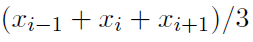 (x_{i−1} + x_i + x_{i+1})/3